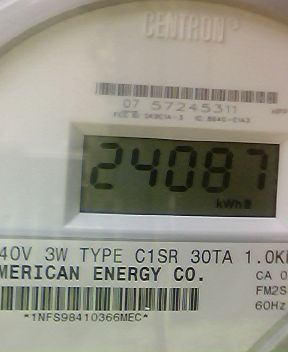 CENTRON®
07 57245311
24087
kWh
40V 3W TYPE C1SR 30TA 1.0K
MERICAN ENERGY CO.
CA 0
FM2S
60Hz
*1NFS98410366MEC*